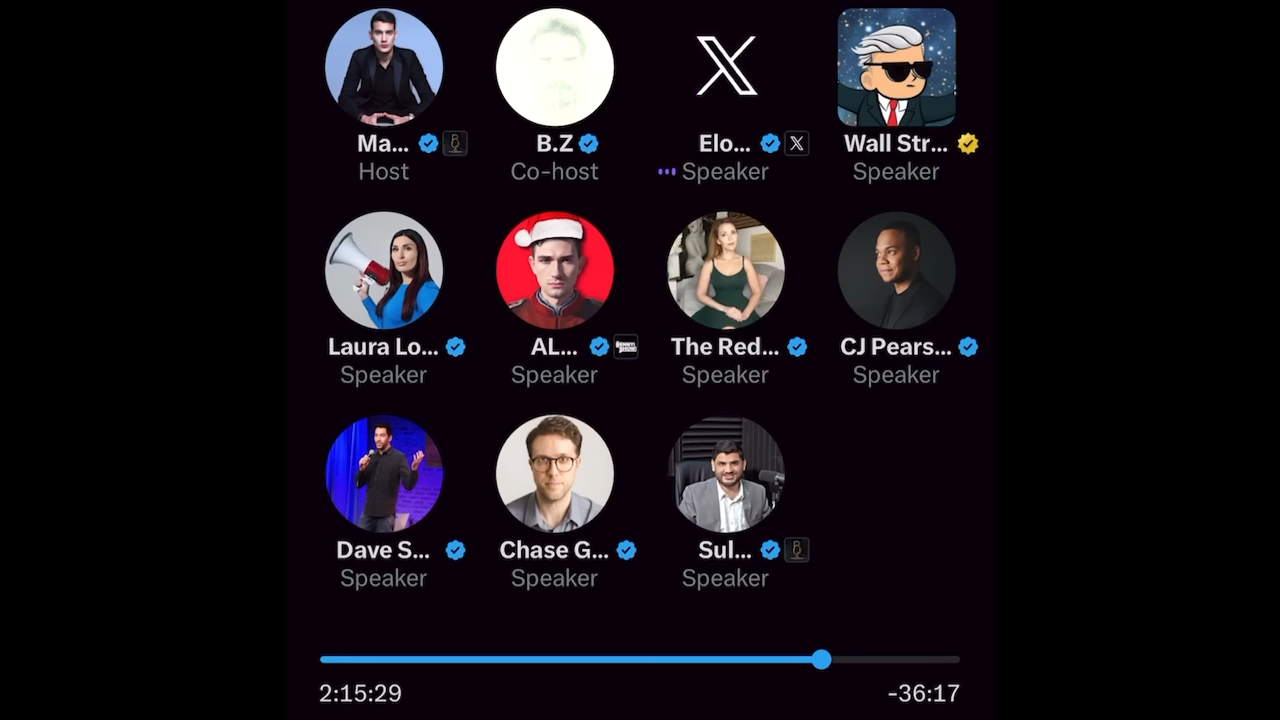 Ma...
Host
B.Z
Co-host
Elo...
Speaker
Wall Str...
Speaker
Laura Lo...
Speaker
AL...
Speaker
The Red...
Speaker
CJ Pears...
Speaker
Dave S...
Speaker
Chase G...
Speaker
Sul...
Speaker
2:15:29
-36:17